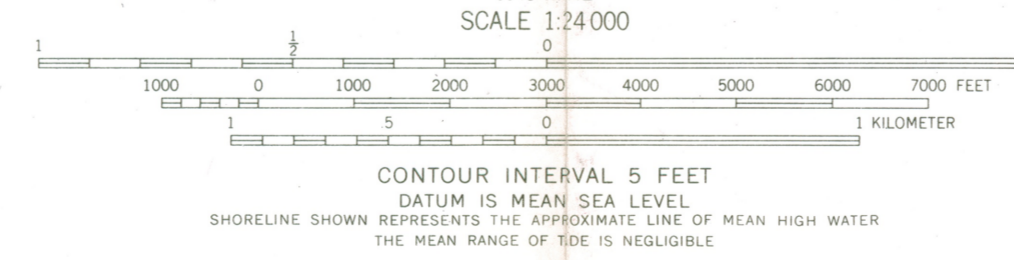 SCALE 1:24 000
1 1/2 0
1000 0 1000 2000 3000 4000 5000 6000 7000 FEET
1 .5 0 1 KILOMETER
CONTOUR INTERVAL 5 FEET
DATUM IS MEAN SEA LEVEL
SHORELINE SHOWN REPRESENTS THE APPROXIMATE LINE OF MEAN HIGH WATER
THE MEAN RANGE OF TIDE IS NEGLIGIBLE